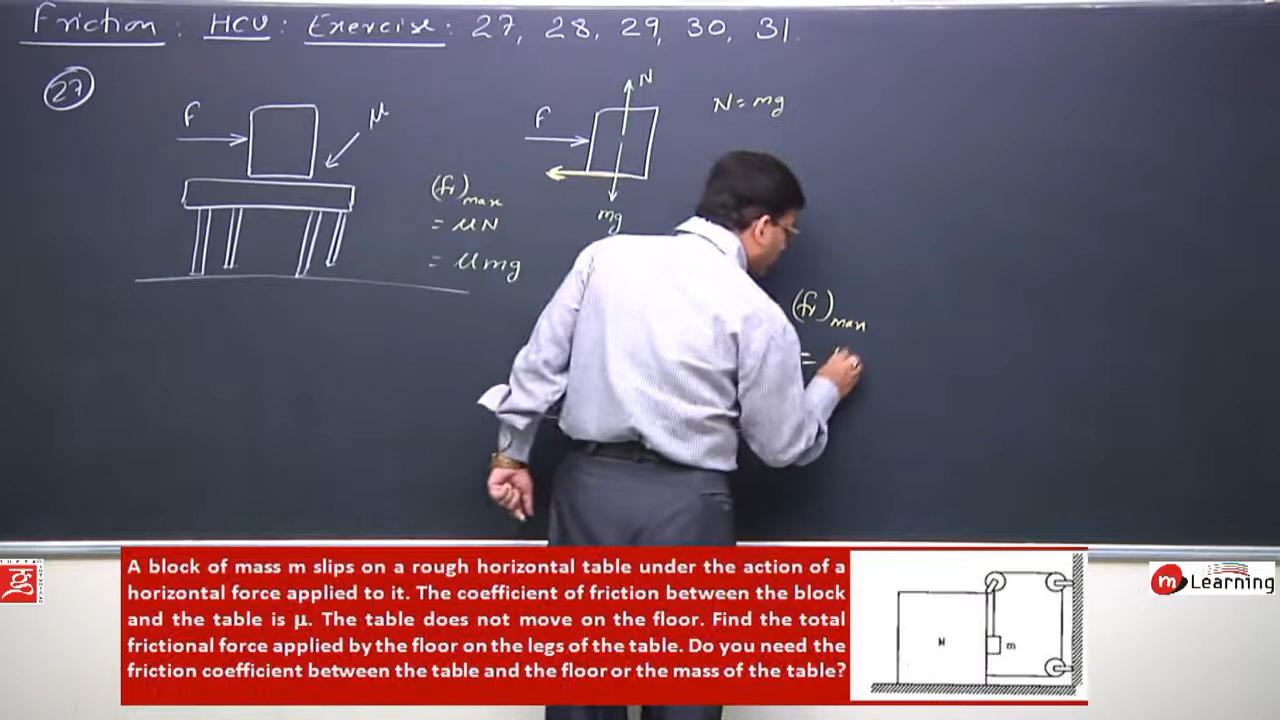 Friction : HCV : Exercise : 27, 28, 29, 30, 31.
27
F
μ
(fr)max
= μN
= μmg
N
F
mg
N = mg
(fr)max
=
A block of mass m slips on a rough horizontal table under the action of a
horizontal force applied to it. The coefficient of friction between the block
and the table is μ. The table does not move on the floor. Find the total
frictional force applied by the floor on the legs of the table. Do you need the
friction coefficient between the table and the floor or the mass of the table?
M
m
m Learning